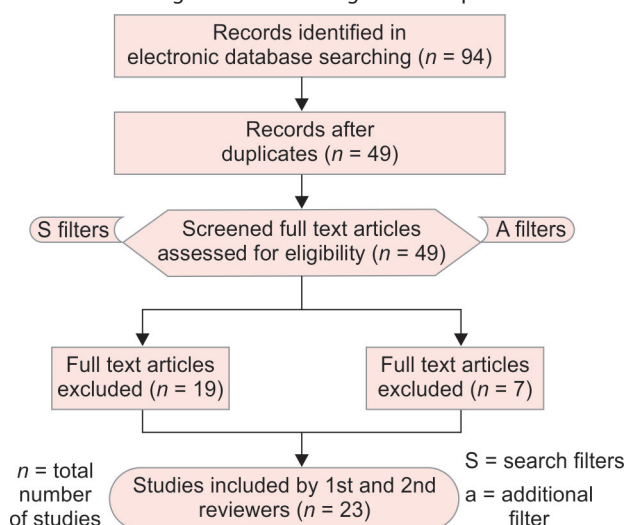 Records identified in
electronic database searching (n = 94)
Records after
duplicates (n = 49)
S filters
Screened full text articles
assessed for eligibility (n = 49)
A filters
Full text articles
excluded (n = 19)
Full text articles
excluded (n = 7)
n = total
number
of studies
Studies included by 1st and 2nd
reviewers (n = 23)
S = search filters
a = additional
filter